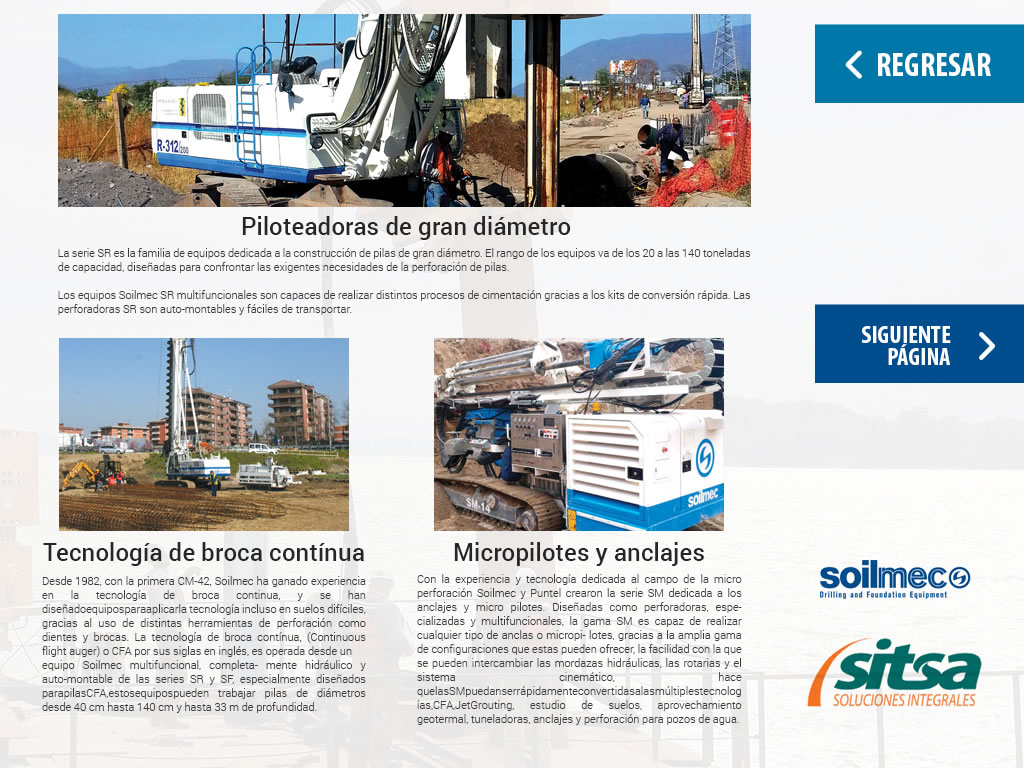 REGRESAR
R-312/200
Piloteadoras de gran diámetro
La serie SR es la familia de equipos dedicada a la construcción de pilas de gran diámetro. El rango de los equipos va de los 20 a las 140 toneladas
de capacidad, diseñadas para confrontar las exigentes necesidades de la perforación de pilas.
Los equipos Soilmec SR multifuncionales son capaces de realizar distintos procesos de cimentación gracias a los kits de conversión rápida. Las
perforadoras SR son auto-montables y fáciles de transportar.
SIGUIENTE
PÁGINA
SM-14
soilmec
Tecnología de broca contínua
Desde 1982, con la primera CM-42, Soilmec ha ganado experiencia
en la tecnología de broca continua, y se han
diseñadoequiposparaaplicarla tecnología incluso en suelos difíciles,
gracias al uso de distintas herramientas de perforación como
dientes y brocas. La tecnología de broca contínua, (Continuous
flight auger) o CFA por sus siglas en inglés, es operada desde un
equipo Soilmec multifuncional, completa- mente hidráulico y
auto-montable de las series SR y SF, especialmente diseñados
parapilasCFA,estosequipospueden trabajar pilas de diámetros
desde 40 cm hasta 140 cm y hasta 33 m de profundidad.
Micropilotes y anclajes
Con la experiencia y tecnología dedicada al campo de la micro
perforación Soilmec y Puntel crearon la serie SM dedicada a los
anclajes y micro pilotes. Diseñadas como perforadoras, espe-
cializadas y multifuncionales, la gama SM es capaz de realizar
cualquier tipo de anclas o micropi- lotes, gracias a la amplia gama
de configuraciones que estas pueden ofrecer, la facilidad con la que
se pueden intercambiar las mordazas hidráulicas, las rotarias y el
sistema cinemático, hace
quelasSMpuedanserrápidamenteconvertidasalasmúltiplestecnolog
ías,CFA,JetGrouting, estudio de suelos, aprovechamiento
geotermal, tuneladoras, anclajes y perforación para pozos de agua.
soilmec
Drilling and Foundation Equipment
sitsa
SOLUCIONES INTEGRALES